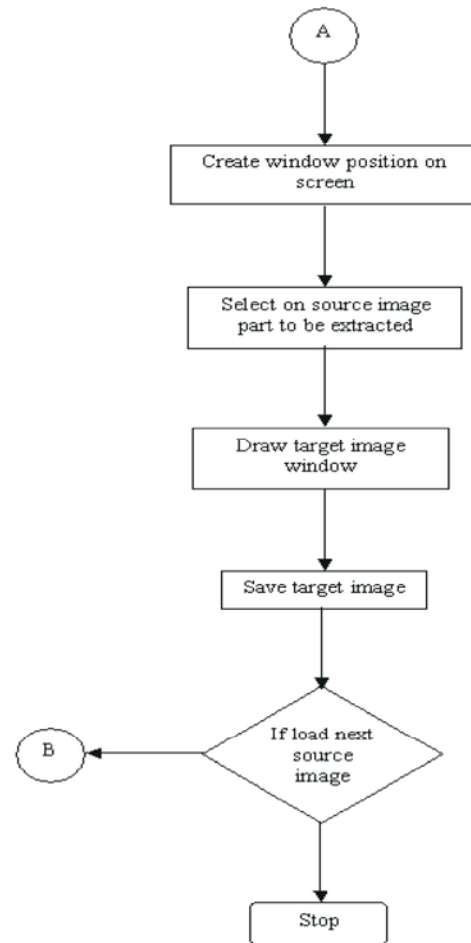 A
Create window position on
screen
Select on source image
part to be extracted
Draw target image
window
Save target image
If load next
source
image
B
Stop